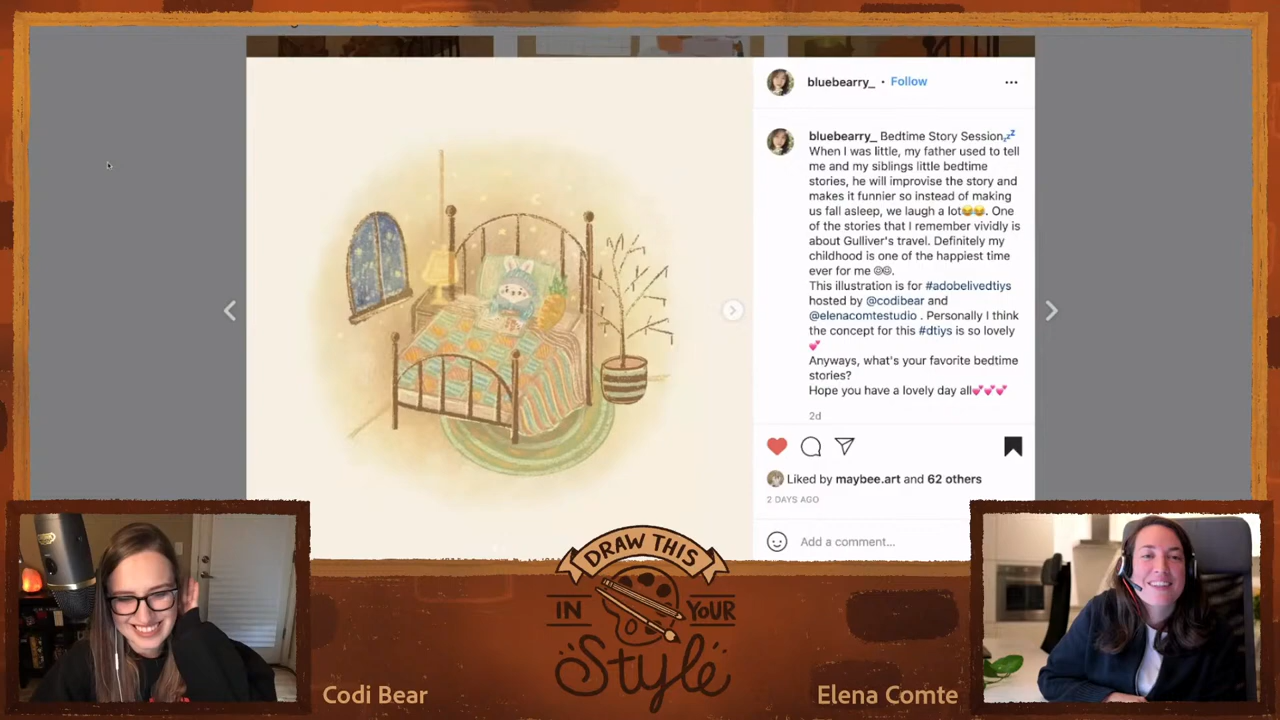 bluebearry_ • Follow
bluebearry_ Bedtime Story Session💤
When I was little, my father used to tell
me and my siblings little bedtime
stories, he will improvise the story and
makes it funnier so instead of making
us fall asleep, we laugh a lot😂😂. One
of the stories that I remember vividly is
about Gulliver's travel. Definitely my
childhood is one of the happiest time
ever for me ☺☺.
This illustration is for #adobelivedtiys
hosted by @codibear and
@elenacomtestudio . Personally I think
the concept for this #dtiys is so lovely
💕
Anyways, what's your favorite bedtime
stories?
Hope you have a lovely day all💕💕💕
2d
Liked by maybee.art and 62 others
2 DAYS AGO
Add a comment...
DRAW THIS
IN YOUR
Style
Codi Bear
Elena Comte